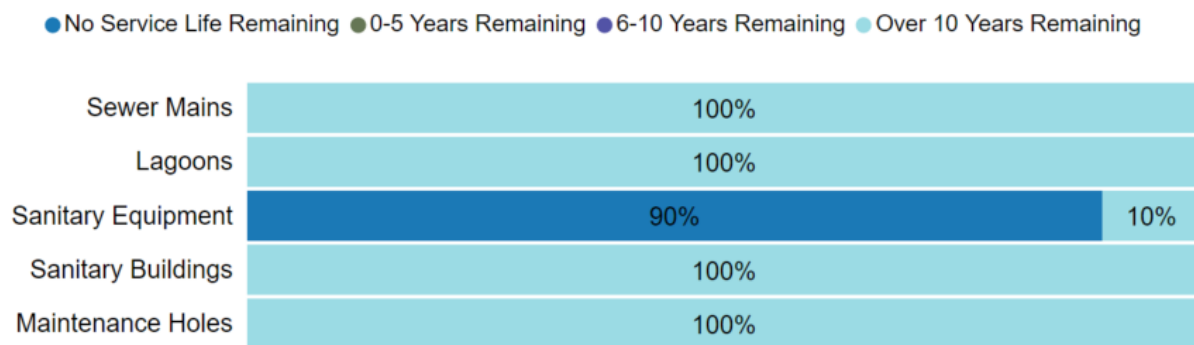 No Service Life Remaining 0-5 Years Remaining 6-10 Years Remaining Over 10 Years Remaining
Sewer Mains 100%
Lagoons 100%
Sanitary Equipment 90% 10%
Sanitary Buildings 100%
Maintenance Holes 100%